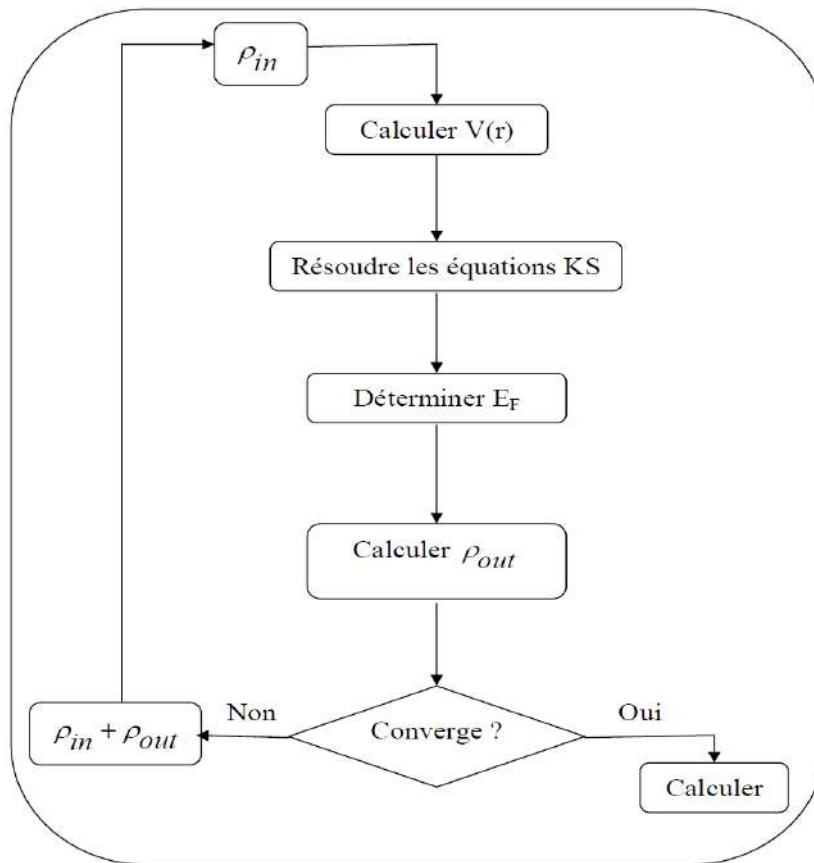 ρin
Calculer V(r)
Résoudre les équations KS
Déterminer EF
Calculer ρout
Converge ?
Non
Oui
ρin + ρout
Calculer